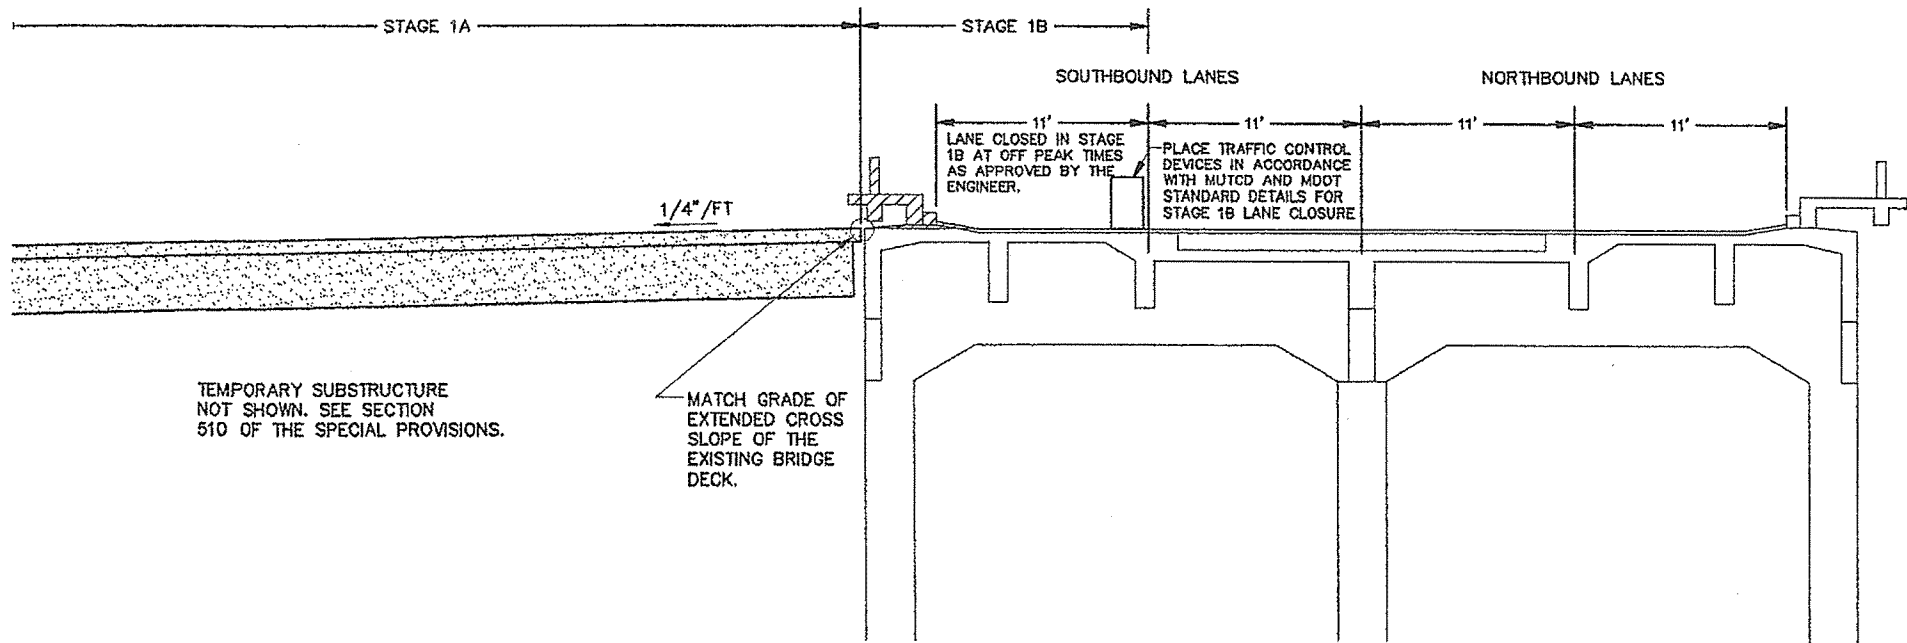 STAGE 1A
STAGE 1B
SOUTHBOUND LANES
NORTHBOUND LANES
11'
11'
11'
11'
LANE CLOSED IN STAGE
1B AT OFF PEAK TIMES
AS APPROVED BY THE
ENGINEER.
PLACE TRAFFIC CONTROL
DEVICES IN ACCORDANCE
WITH MUTCD AND MDOT
STANDARD DETAILS FOR
STAGE 1B LANE CLOSURE
1/4"/FT
TEMPORARY SUBSTRUCTURE
NOT SHOWN. SEE SECTION
510 OF THE SPECIAL PROVISIONS.
MATCH GRADE OF
EXTENDED CROSS
SLOPE OF THE
EXISTING BRIDGE
DECK.